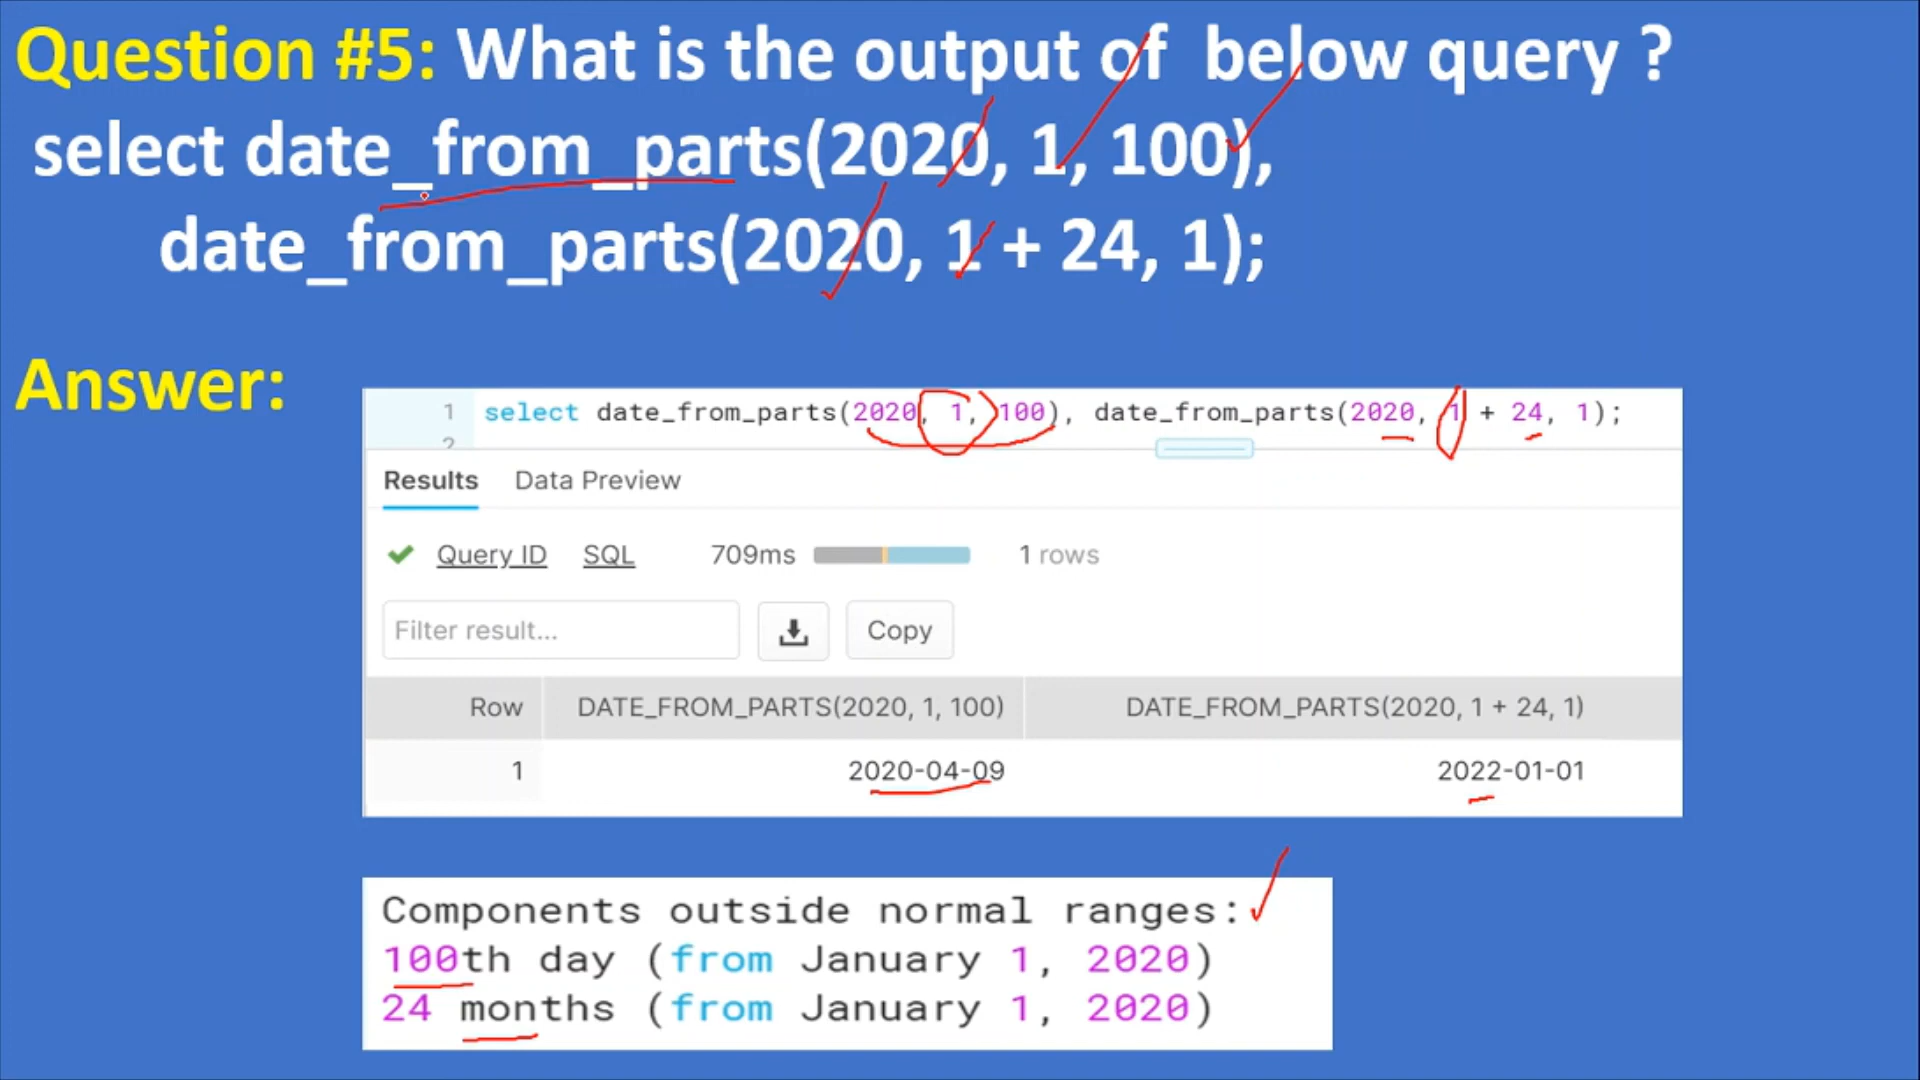 Question #5: What is the output of below query ?
select date_from_parts(2020, 1, 100),
date_from_parts(2020, 1 + 24, 1);
Answer:
1 select date_from_parts(2020, 1, 100), date_from_parts(2020, 1 + 24, 1);
2
Results Data Preview
Query ID SQL 709ms 1 rows
Filter result... Copy
Row DATE_FROM_PARTS(2020, 1, 100) DATE_FROM_PARTS(2020, 1 + 24, 1)
1 2020-04-09 2022-01-01
Components outside normal ranges:
100th day (from January 1, 2020)
24 months (from January 1, 2020)